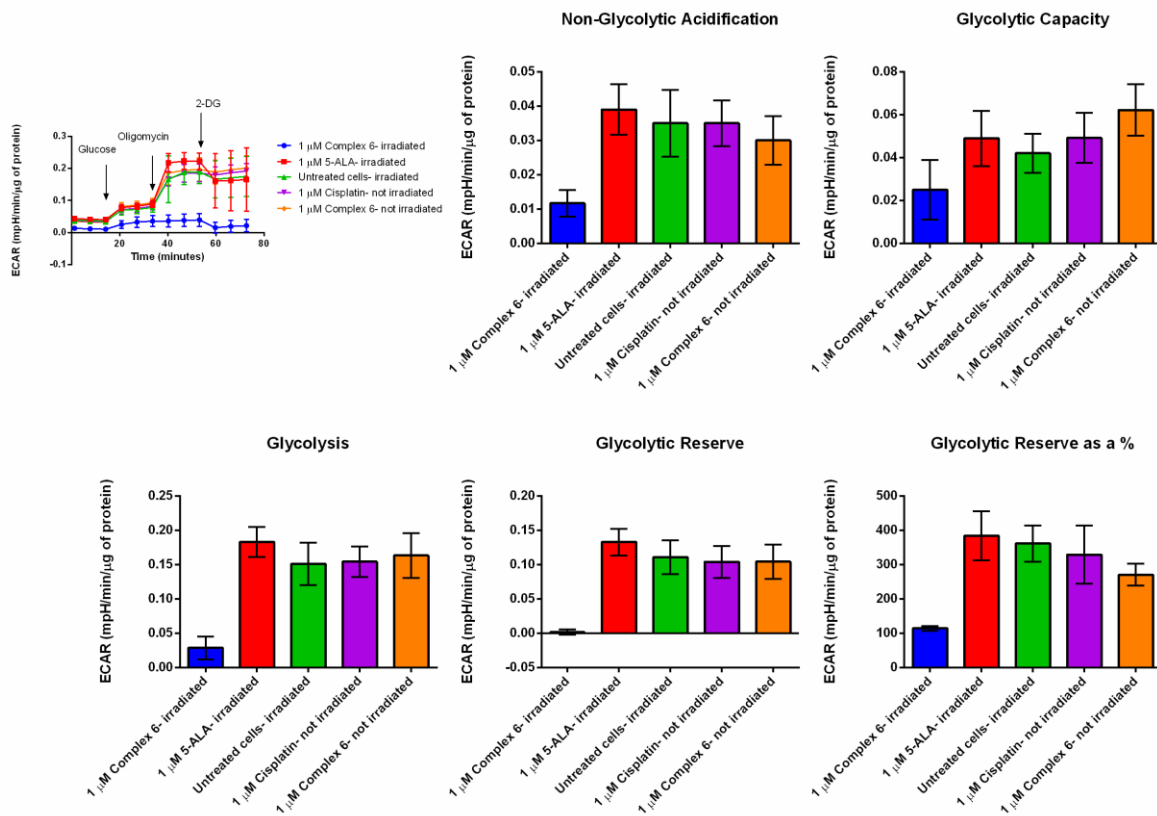 2-DG
Oligomycin
Glucose
ECAR (mpH/min/µg of protein)
0.3
0.2
0.1
0.0
-0.1
20
40
60
80
Time (minutes)
1 µM Complex 6- irradiated
1 µM 5-ALA- irradiated
Untreated cells- irradiated
1 µM Cisplatin- not irradiated
1 µM Complex 6- not irradiated
Non-Glycolytic Acidification
ECAR (mpH/min/µg of protein)
0.05
0.04
0.03
0.02
0.01
0.00
1 µM Complex 6- irradiated
1 µM 5-ALA- irradiated
Untreated cells- irradiated
1 µM Cisplatin- not irradiated
1 µM Complex 6- not irradiated
Glycolytic Capacity
ECAR (mpH/min/µg of protein)
0.08
0.06
0.04
0.02
0.00
1 µM Complex 6- irradiated
1 µM 5-ALA- irradiated
Untreated cells- irradiated
1 µM Cisplatin- not irradiated
1 µM Complex 6- not irradiated
Glycolysis
ECAR (mpH/min/µg of protein)
0.25
0.20
0.15
0.10
0.05
0.00
1 µM Complex 6- irradiated
1 µM 5-ALA- irradiated
Untreated cells- irradiated
1 µM Cisplatin- not irradiated
1 µM Complex 6- not irradiated
Glycolytic Reserve
ECAR (mpH/min/µg of protein)
0.20
0.15
0.10
0.05
0.00
-0.05
1 µM Complex 6- irradiated
1 µM 5-ALA- irradiated
Untreated cells- irradiated
1 µM Cisplatin- not irradiated
1 µM Complex 6- not irradiated
Glycolytic Reserve as a %
ECAR (mpH/min/µg of protein)
500
400
300
200
100
0
1 µM Complex 6- irradiated
1 µM 5-ALA- irradiated
Untreated cells- irradiated
1 µM Cisplatin- not irradiated
1 µM Complex 6- not irradiated